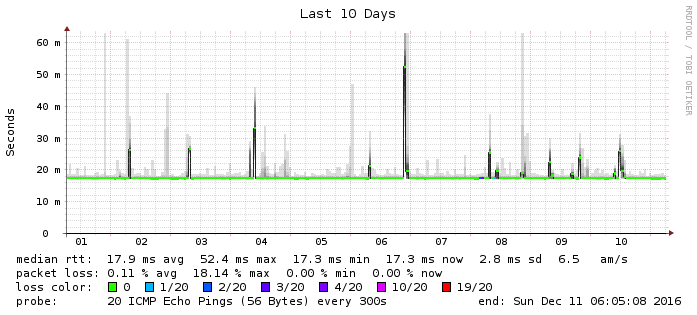 Last 10 Days
RRDTOOL / TOBI OETIKER
Seconds
60 m
50 m
40 m
30 m
20 m
10 m
0
01 02 03 04 05 06 07 08 09 10
median rtt: 17.9 ms avg 52.4 ms max 17.3 ms min 17.3 ms now 2.8 ms sd 6.5 am/s
packet loss: 0.11 % avg 18.14 % max 0.00 % min 0.00 % now
loss color: 0 1/20 2/20 3/20 4/20 10/20 19/20
probe: 20 ICMP Echo Pings (56 Bytes) every 300s end: Sun Dec 11 06:05:08 2016